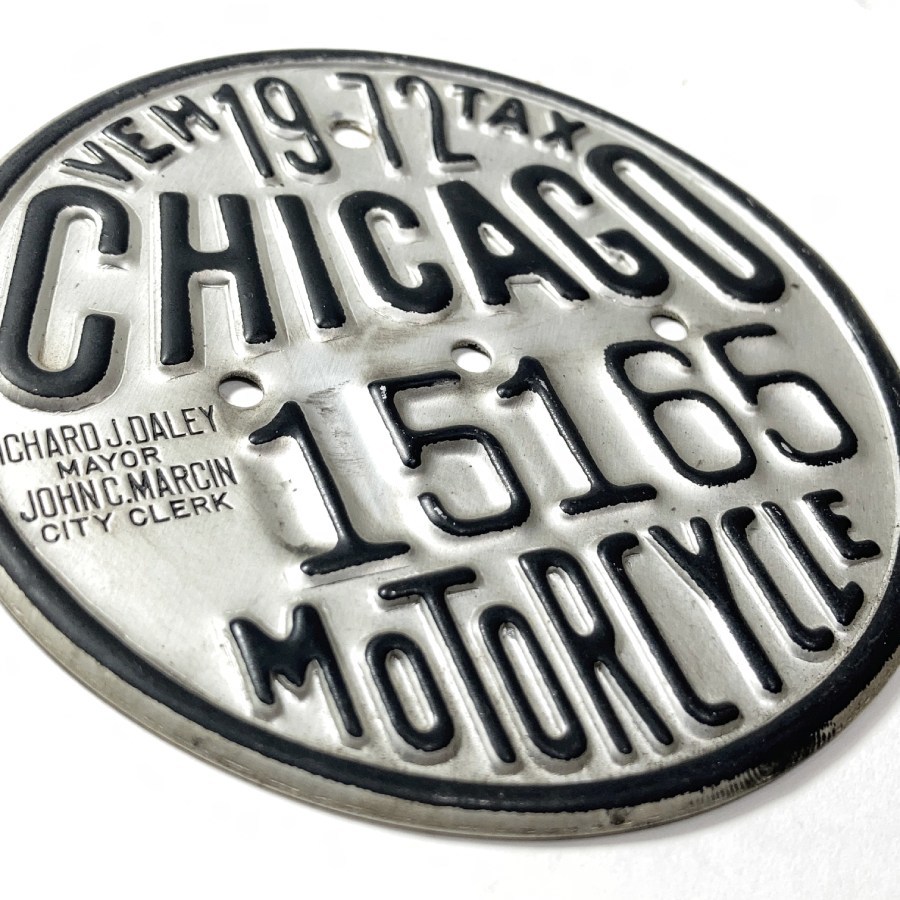 VEH 19 72 TAX
CHICAGO
15165
ICHARD J. DALEY
MAYOR
JOHN C. MARCIN
CITY CLERK
MOTORCYCLE